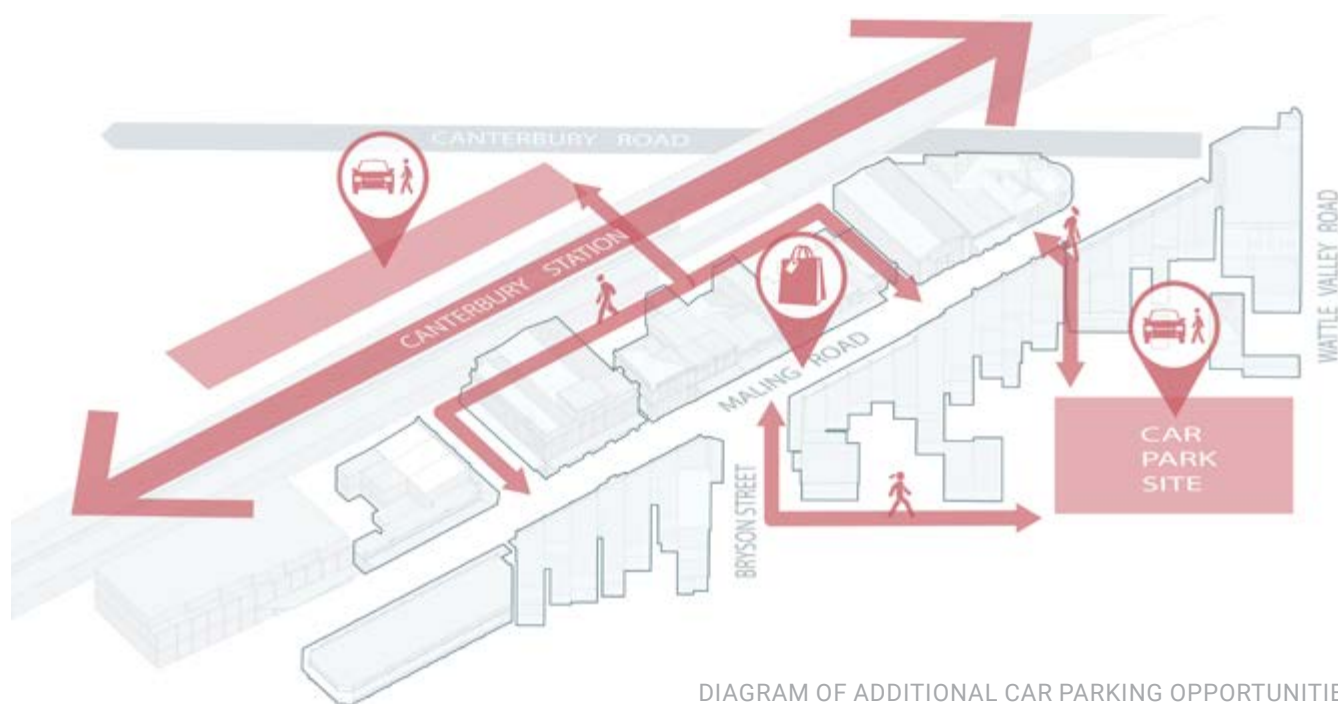 CANTERBURY ROAD
CANTERBURY STATION
MALING ROAD
WATTLE VALLEY ROAD
BRYSON STREET
CAR
PARK
SITE
DIAGRAM OF ADDITIONAL CAR PARKING OPPORTUNITIE